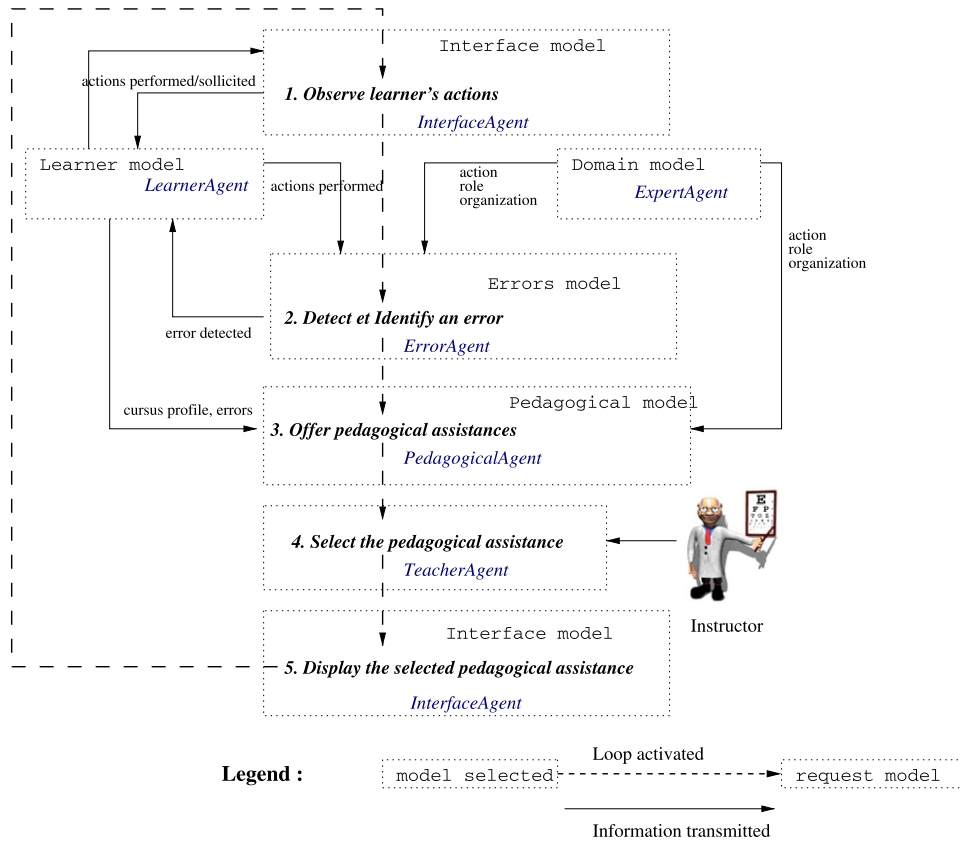 Interface model
actions performed/sollicited
1. Observe learner's actions
InterfaceAgent
Learner model
LearnerAgent
actions performed
action
role
organization
Domain model
ExpertAgent
action
role
organization
Errors model
2. Detect et Identify an error
error detected
ErrorAgent
Pedagogical model
cursus profile, errors
3. Offer pedagogical assistances
PedagogicalAgent
E
F P
T O Z
4. Select the pedagogical assistance
TeacherAgent
Instructor
Interface model
5. Display the selected pedagogical assistance
InterfaceAgent
Legend :
model selected
Loop activated
request model
Information transmitted